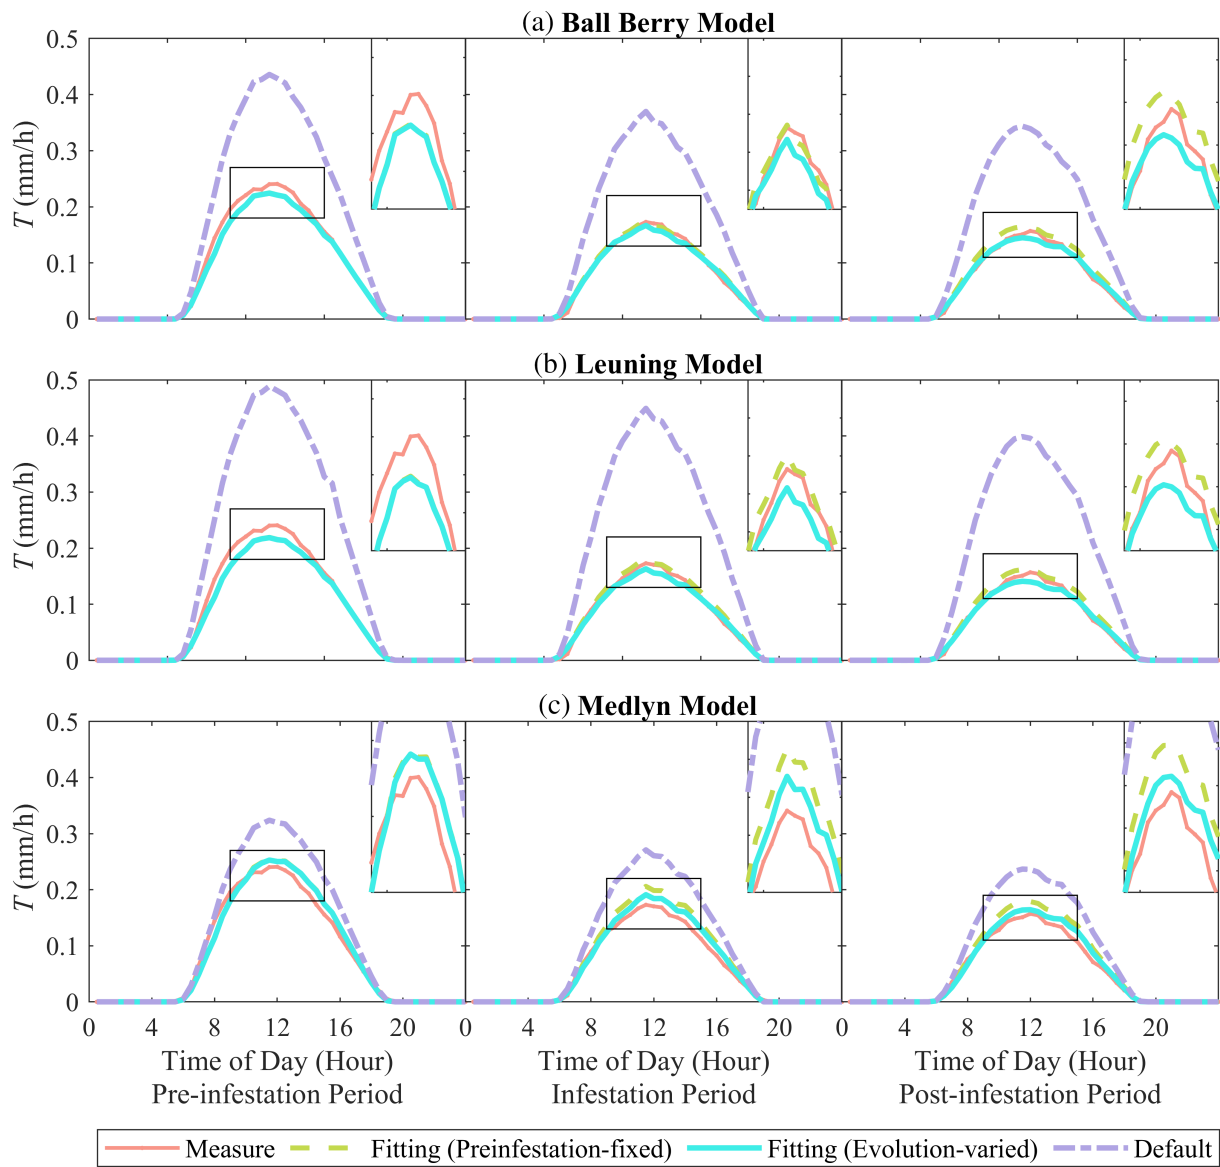 (a) Ball Berry Model
0.5
0.4
0.3
0.2
0.1
0
T (mm/h)
(b) Leuning Model
0.5
0.4
0.3
0.2
0.1
0
T (mm/h)
(c) Medlyn Model
0.5
0.4
0.3
0.2
0.1
0
T (mm/h)
0 4 8 12 16 20 0 4 8 12 16 20 0 4 8 12 16 20
Time of Day (Hour) Time of Day (Hour) Time of Day (Hour)
Pre-infestation Period Infestation Period Post-infestation Period
Measure Fitting (Preinfestation-fixed) Fitting (Evolution-varied) Default